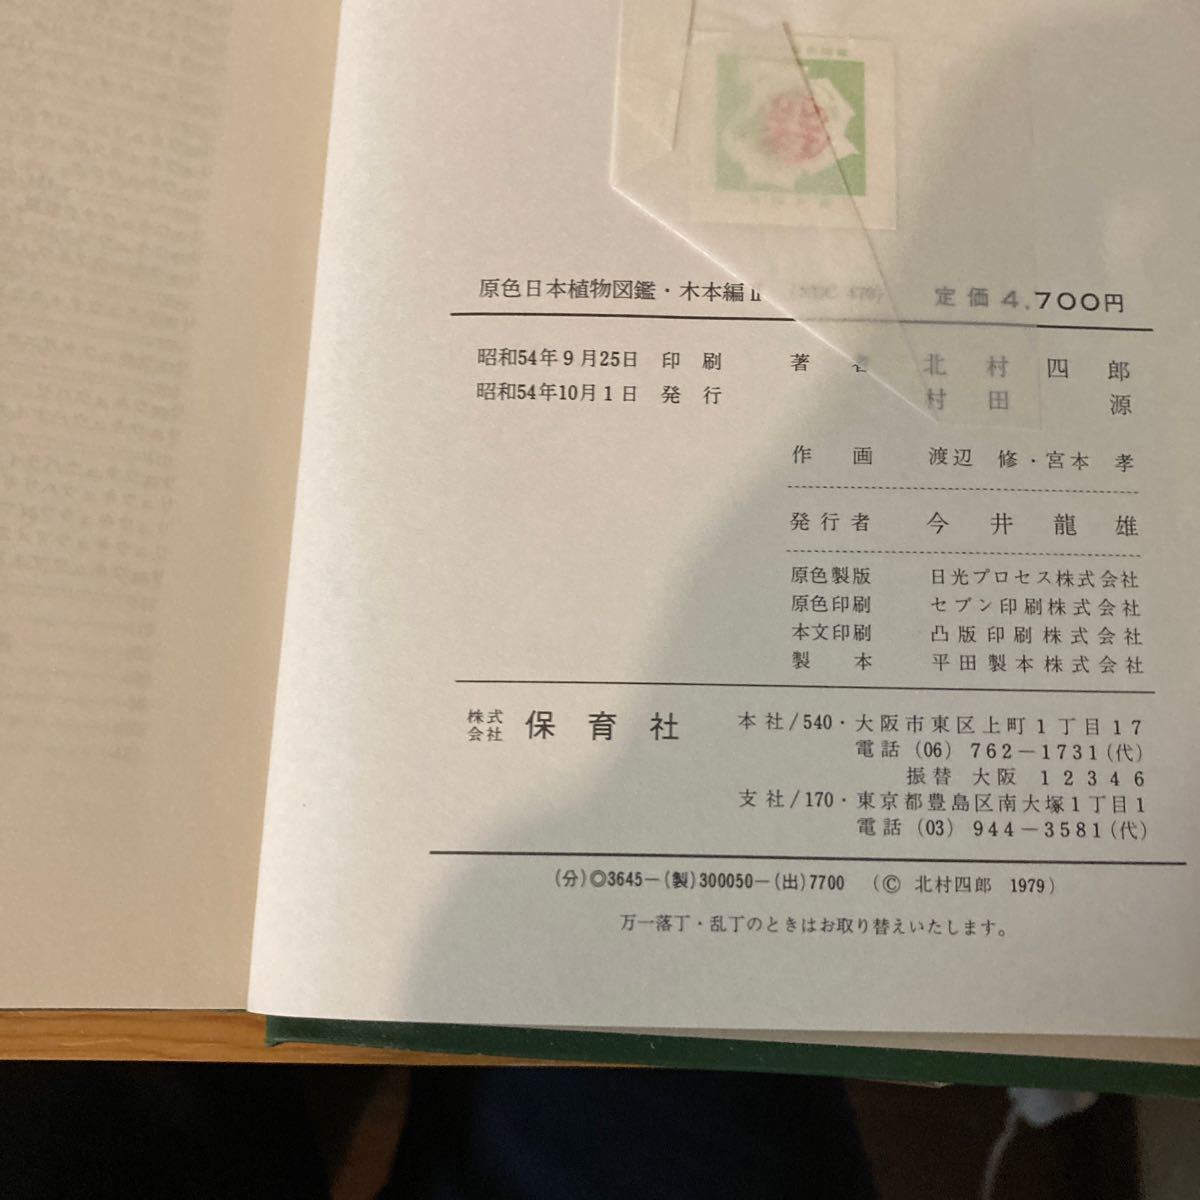 原色日本植物図鑑・木本編Ⅱ (NDC 470) 定価4,700円
昭和54年9月25日 印刷
昭和54年10月1日 発行
著者 北村四郎
村田源
作画 渡辺 修・宮本 孝
発行者 今井龍雄
原色製版 日光プロセス株式会社
原色印刷 セブン印刷株式会社
本文印刷 凸版印刷株式会社
製本 平田製本株式会社
株式会社 保育社
本社/540・大阪市東区上町1丁目17
電話 (06) 762-1731(代)
振替 大阪 12346
支社/170・東京都豊島区南大塚1丁目1
電話 (03) 944-3581(代)
(分)◎3645-(製)300050-(出)7700 (© 北村四郎 1979)
万一落丁・乱丁のときはお取り替えいたします。